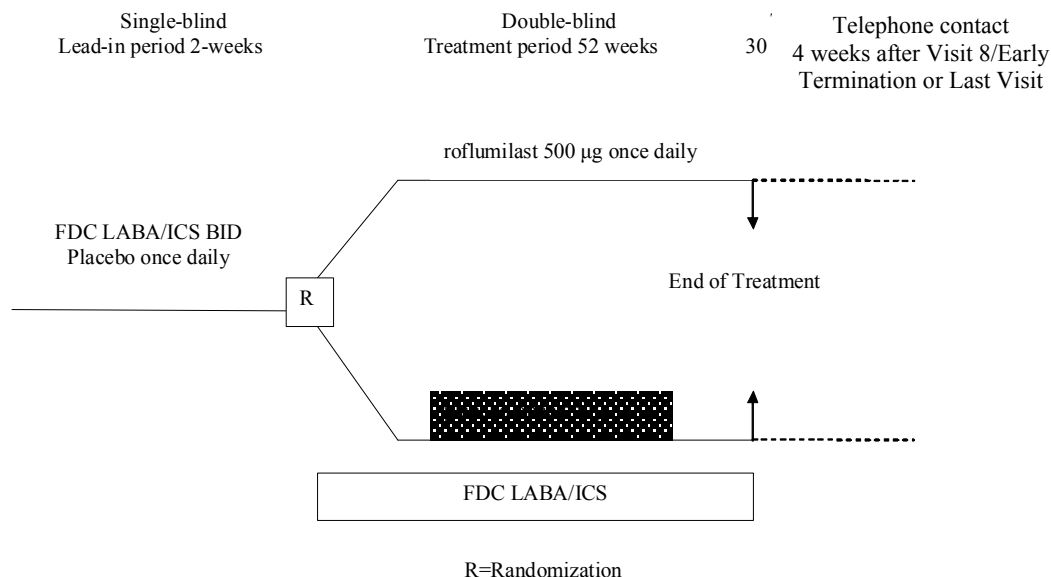 Single-blind
Lead-in period 2-weeks
Double-blind
Treatment period 52 weeks
30
Telephone contact
4 weeks after Visit 8/Early
Termination or Last Visit
roflumilast 500 μg once daily
FDC LABA/ICS BID
Placebo once daily
R
End of Treatment
FDC LABA/ICS
R=Randomization